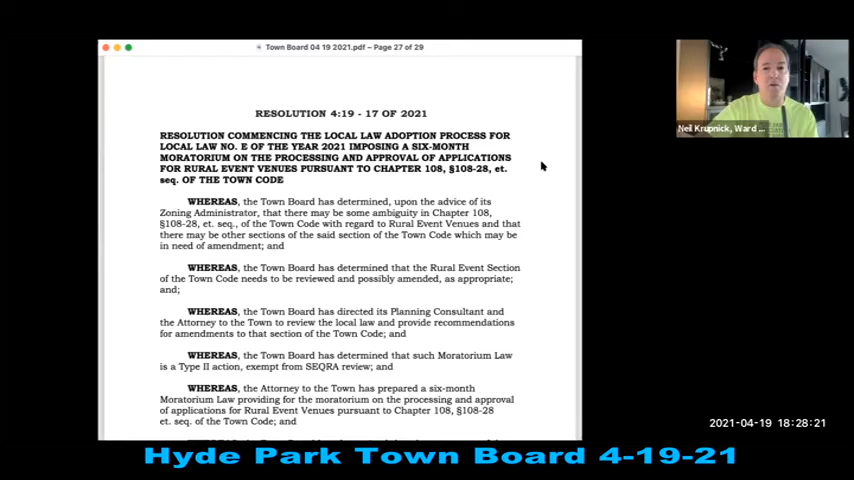 Town Board 04 19 2021.pdf – Page 27 of 29
RESOLUTION 4:19 - 17 OF 2021
RESOLUTION COMMENCING THE LOCAL LAW ADOPTION PROCESS FOR
LOCAL LAW NO. E OF THE YEAR 2021 IMPOSING A SIX-MONTH
MORATORIUM ON THE PROCESSING AND APPROVAL OF APPLICATIONS
FOR RURAL EVENT VENUES PURSUANT TO CHAPTER 108, §108-28, et.
seq. OF THE TOWN CODE
WHEREAS, the Town Board has determined, upon the advice of its
Zoning Administrator, that there may be some ambiguity in Chapter 108,
§108-28, et. seq., of the Town Code with regard to Rural Event Venues and that
there may be other sections of the said section of the Town Code which may be
in need of amendment; and
WHEREAS, the Town Board has determined that the Rural Event Section
of the Town Code needs to be reviewed and possibly amended, as appropriate;
and;
WHEREAS, the Town Board has directed its Planning Consultant and
the Attorney to the Town to review the local law and provide recommendations
for amendments to that section of the Town Code; and
WHEREAS, the Town Board has determined that such Moratorium Law
is a Type II action, exempt from SEQRA review; and
WHEREAS, the Attorney to the Town has prepared a six-month
Moratorium Law providing for the moratorium on the processing and approval
of applications for Rural Event Venues pursuant to Chapter 108, §108-28
et. seq. of the Town Code; and
Neil Krupnick, Ward ...
2021-04-19 18:28:21
Hyde Park Town Board 4-19-21